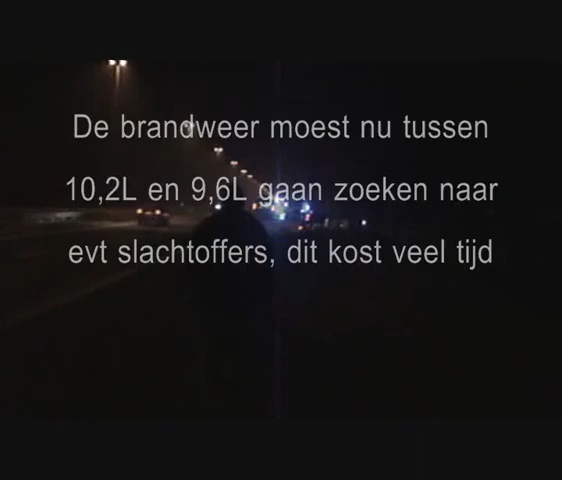 De brandweer moest nu tussen
10,2L en 9,6L gaan zoeken naar
evt slachtoffers, dit kost veel tijd